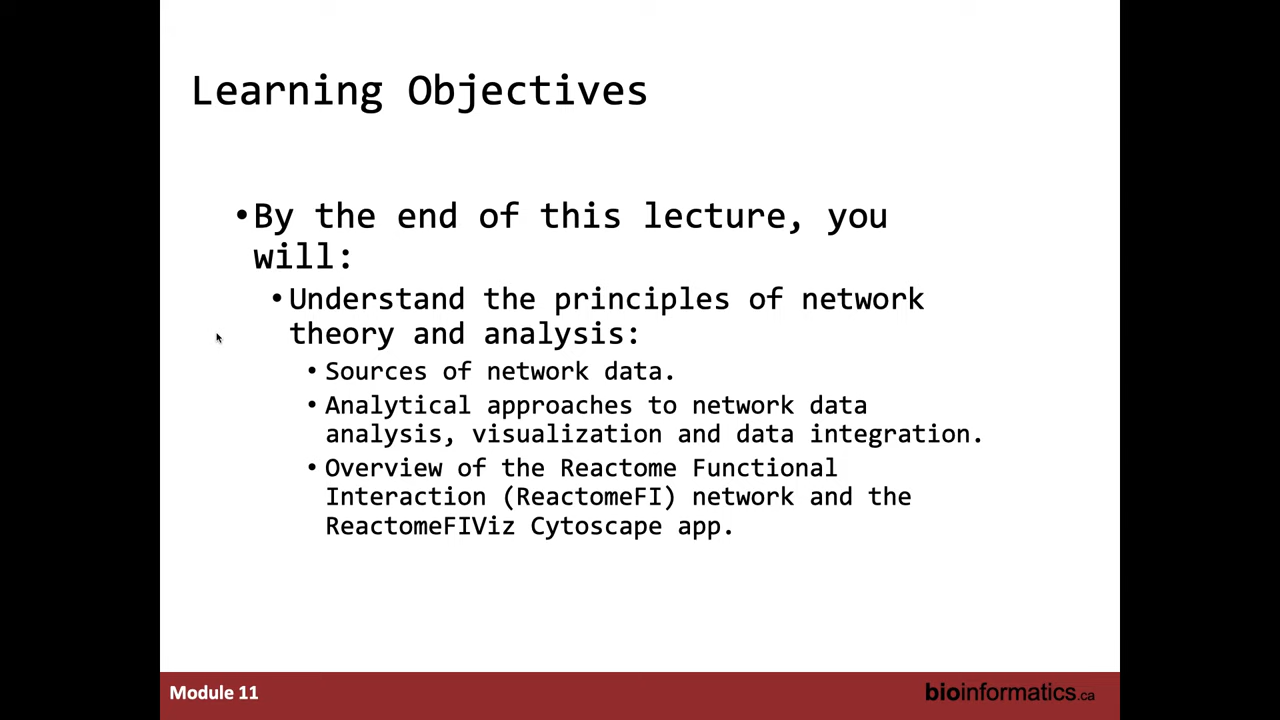 Learning Objectives
•By the end of this lecture, you
will:
•Understand the principles of network
theory and analysis:
•Sources of network data.
•Analytical approaches to network data
analysis, visualization and data integration.
•Overview of the Reactome Functional
Interaction (ReactomeFI) network and the
ReactomeFIViz Cytoscape app.
Module 11
bioinformatics.ca